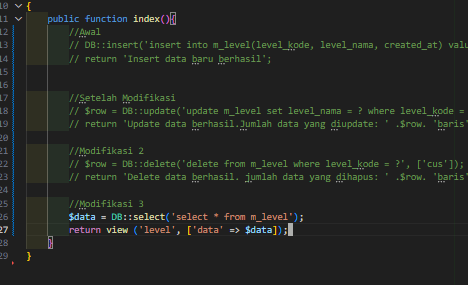 10 {
11 public function index(){
12 //Awal
13 // DB::insert('insert into m_level(level_kode, level_nama, created_at) valu
14 // return 'Insert data baru berhasil';
15
16
17 //Setelah Modifikasi
18 // $row = DB::update('update m_level set level_nama = ? where level_kode =
19 // return 'Update data berhasil.Jumlah data yang diupdate: ' .$row. 'baris'
20
21 //Modifikasi 2
22 // $row = DB::delete('delete from m_level where level_kode = ?', ['cus']);
23 // return 'Delete data berhasil. jumlah data yang dihapus: ' .$row. 'baris'
24
25 //Modifikasi 3
26 $data = DB::select('select * from m_level');
27 return view ('level', ['data' => $data]);
28 }
29 }